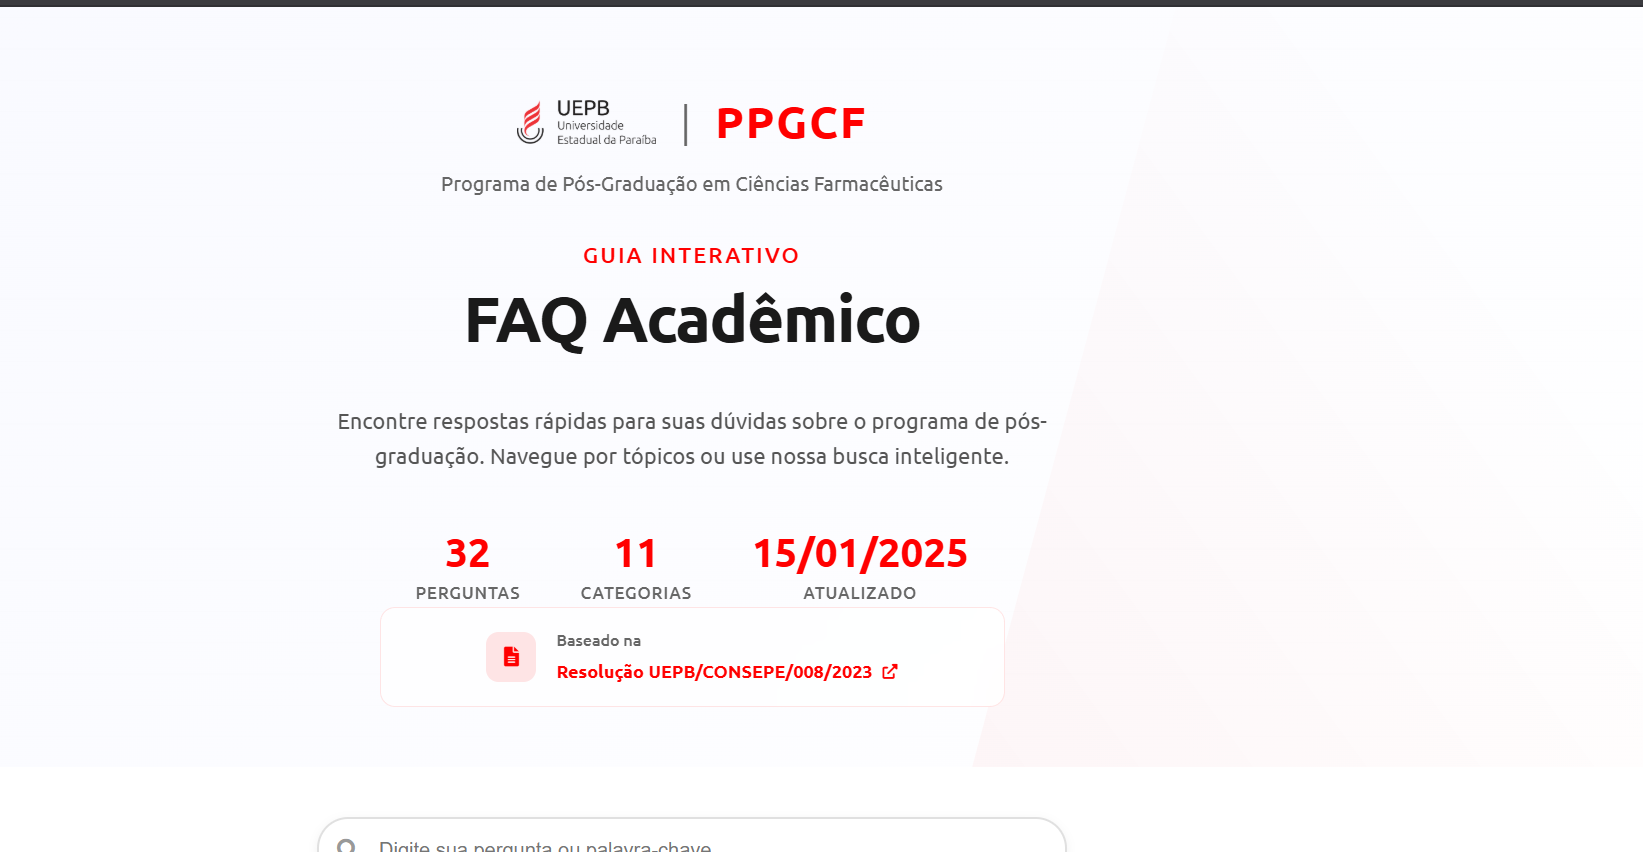 UEPB
Universidade
Estadual da Paraíba
PPGCF
Programa de Pós-Graduação em Ciências Farmacêuticas
GUIA INTERATIVO
FAQ Acadêmico
Encontre respostas rápidas para suas dúvidas sobre o programa de pós-
graduação. Navegue por tópicos ou use nossa busca inteligente.
32
PERGUNTAS
11
CATEGORIAS
15/01/2025
ATUALIZADO
Baseado na
Resolução UEPB/CONSEPE/008/2023
Digite sua pergunta ou palavra-chave